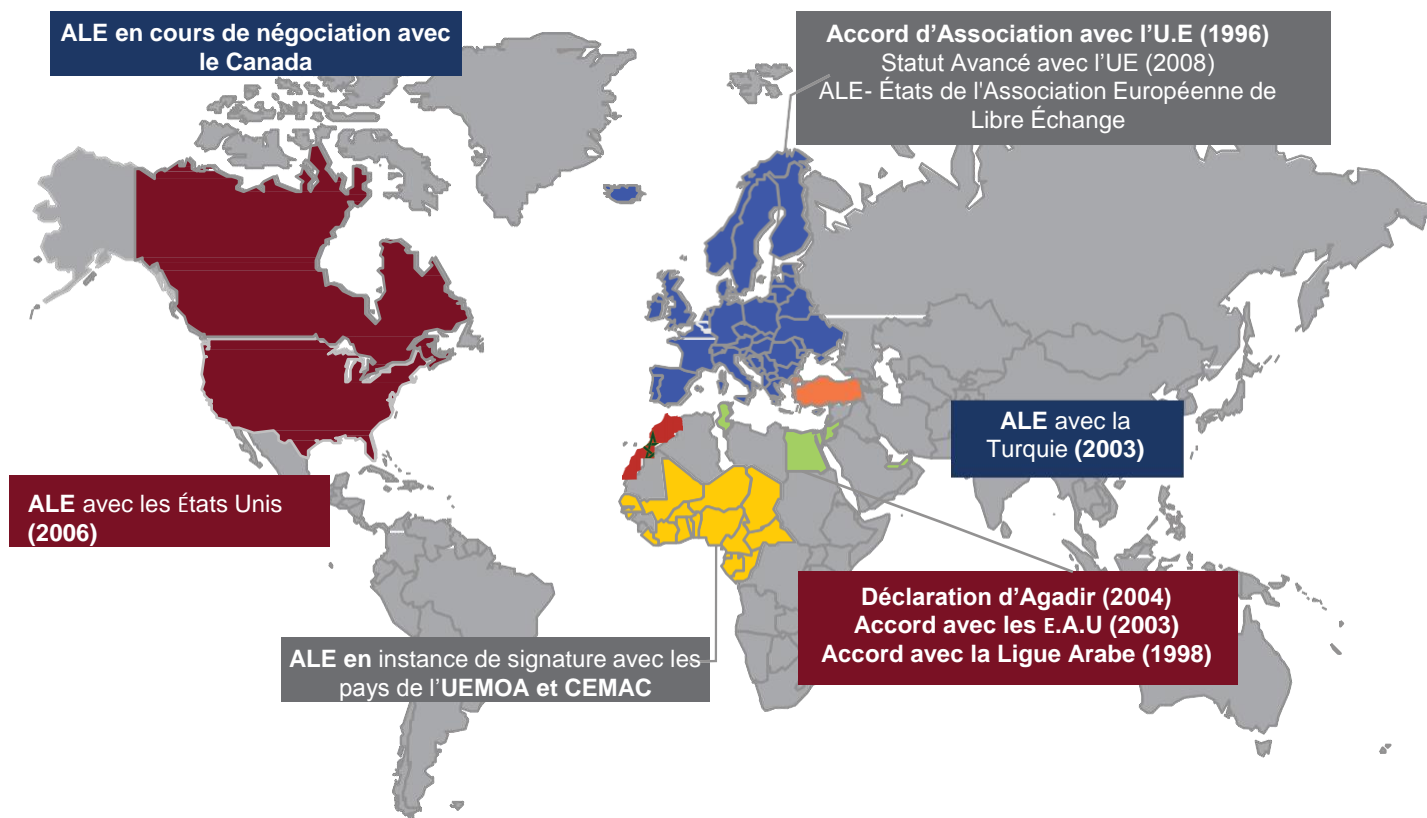 ALE en cours de négociation avec
le Canada
Accord d'Association avec l'U.E (1996)
Statut Avancé avec l'UE (2008)
ALE- États de l'Association Européenne de
Libre Échange
ALE avec la
Turquie (2003)
ALE avec les États Unis
(2006)
Déclaration d'Agadir (2004)
Accord avec les E.A.U (2003)
Accord avec la Ligue Arabe (1998)
ALE en instance de signature avec les
pays de l'UEMOA et CEMAC